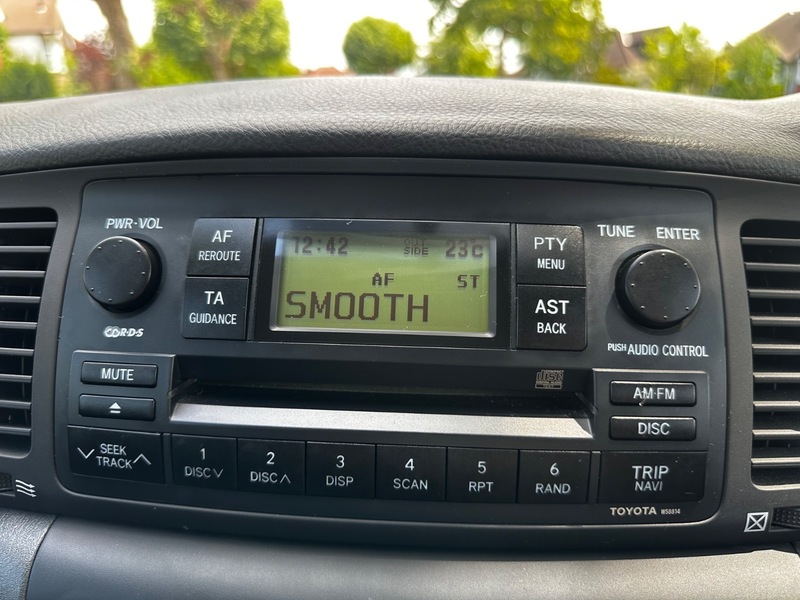 PWR·VOL
AF
REROUTE
TA
GUIDANCE
12:42 OUT SIDE 23c
AF ST
SMOOTH
PTY
MENU
AST
BACK
TUNE ENTER
PUSH AUDIO CONTROL
R·D·S
MUTE
SEEK
TRACK
1
DISC
2
DISC
3
DISP
4
SCAN
5
RPT
6
RAND
disc
AM·FM
DISC
TRIP
NAVI
TOYOTA W58814